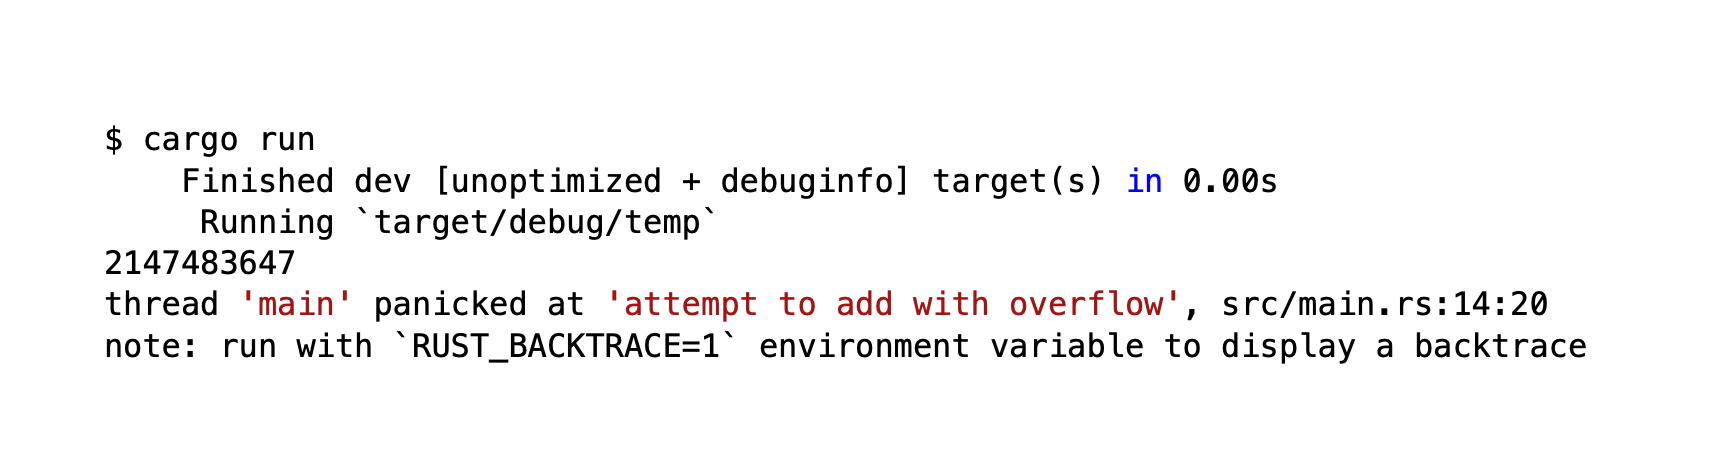 $ cargo run
    Finished dev [unoptimized + debuginfo] target(s) in 0.00s
     Running `target/debug/temp`
2147483647
thread 'main' panicked at 'attempt to add with overflow', src/main.rs:14:20
note: run with `RUST_BACKTRACE=1` environment variable to display a backtrace